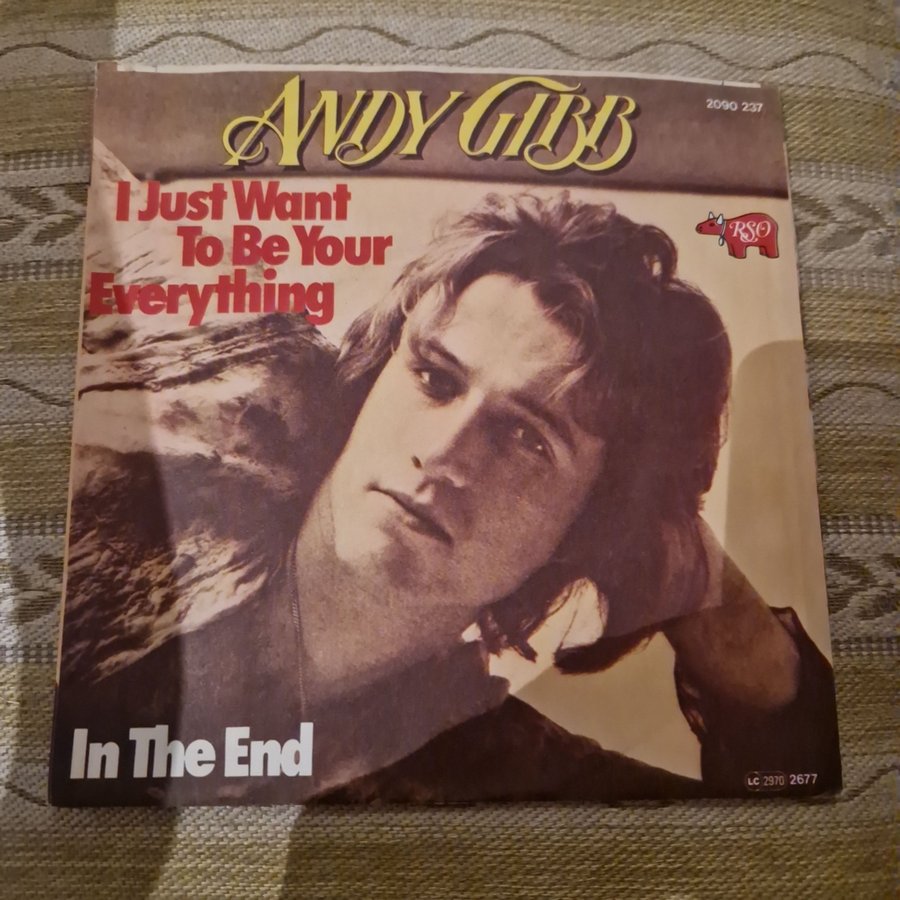 ANDY GIBB
2090 237
I Just Want
To Be Your
Everything
RSO
In The End
LC 2970 2677